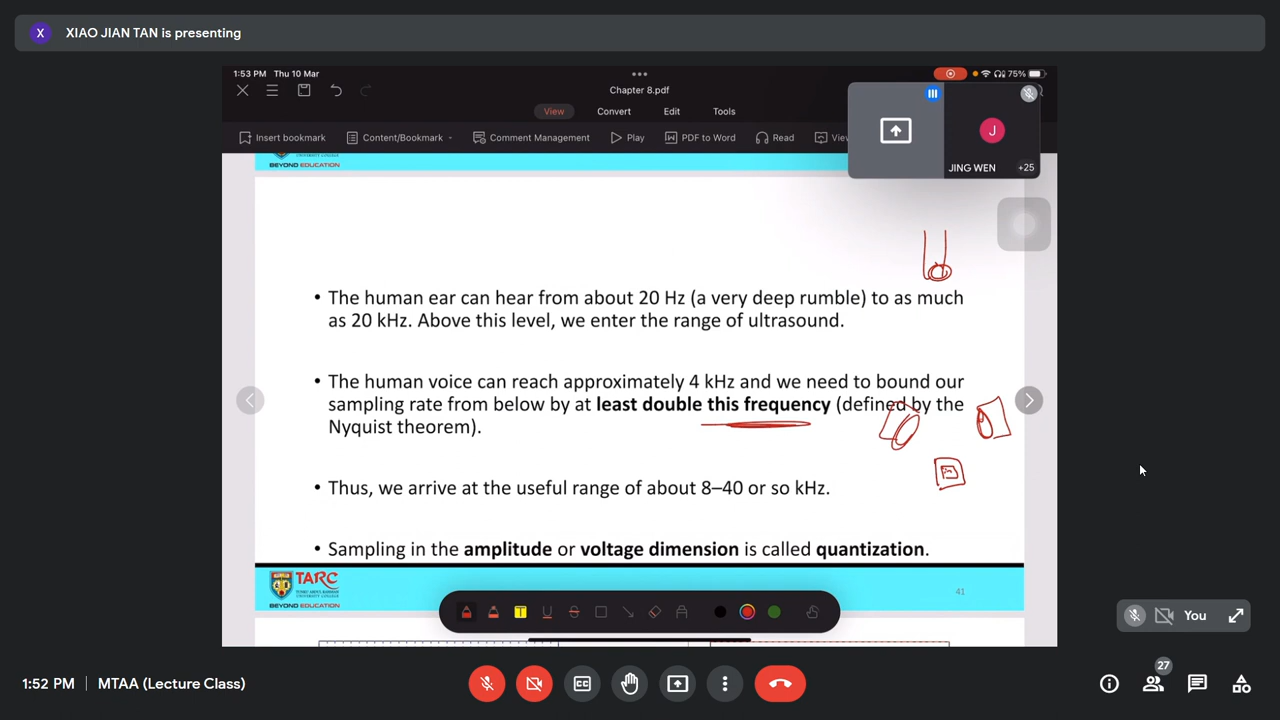 X XIAO JIAN TAN is presenting
1:53 PM Thu 10 Mar
75%
Chapter 8.pdf
View Convert Edit Tools
Insert bookmark Content/Bookmark Comment Management Play PDF to Word Read View
J
JING WEN +25
BEYOND EDUCATION
• The human ear can hear from about 20 Hz (a very deep rumble) to as much
as 20 kHz. Above this level, we enter the range of ultrasound.
• The human voice can reach approximately 4 kHz and we need to bound our
sampling rate from below by at least double this frequency (defined by the
Nyquist theorem).
• Thus, we arrive at the useful range of about 8–40 or so kHz.
• Sampling in the amplitude or voltage dimension is called quantization.
TARC
BEYOND EDUCATION
41
T U S
You
27
1:52 PM | MTAA (Lecture Class)
CC